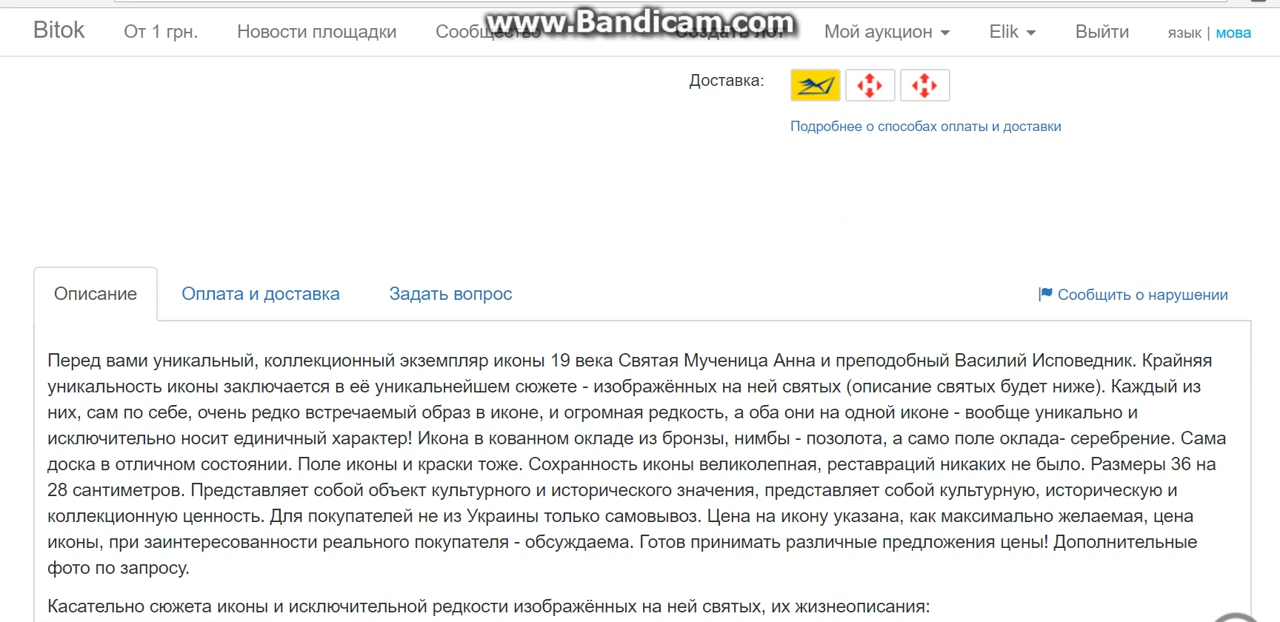 www.Bandicam.com
Bitok От 1 грн. Новости площадки Сообщество Создать лот Мой аукцион Elik Выйти язык | мова
Доставка:
Подробнее о способах оплаты и доставки
Описание Оплата и доставка Задать вопрос Сообщить о нарушении
Перед вами уникальный, коллекционный экземпляр иконы 19 века Святая Мученица Анна и преподобный Василий Исповедник. Крайняя
уникальность иконы заключается в её уникальнейшем сюжете - изображённых на ней святых (описание святых будет ниже). Каждый из
них, сам по себе, очень редко встречаемый образ в иконе, и огромная редкость, а оба они на одной иконе - вообще уникально и
исключительно носит единичный характер! Икона в кованном окладе из бронзы, нимбы - позолота, а само поле оклада- серебрение. Сама
доска в отличном состоянии. Поле иконы и краски тоже. Сохранность иконы великолепная, реставраций никаких не было. Размеры 36 на
28 сантиметров. Представляет собой объект культурного и исторического значения, представляет собой культурную, историческую и
коллекционную ценность. Для покупателей не из Украины только самовывоз. Цена на икону указана, как максимально желаемая, цена
иконы, при заинтересованности реального покупателя - обсуждаема. Готов принимать различные предложения цены! Дополнительные
фото по запросу.
Касательно сюжета иконы и исключительной редкости изображённых на ней святых, их жизнеописания: